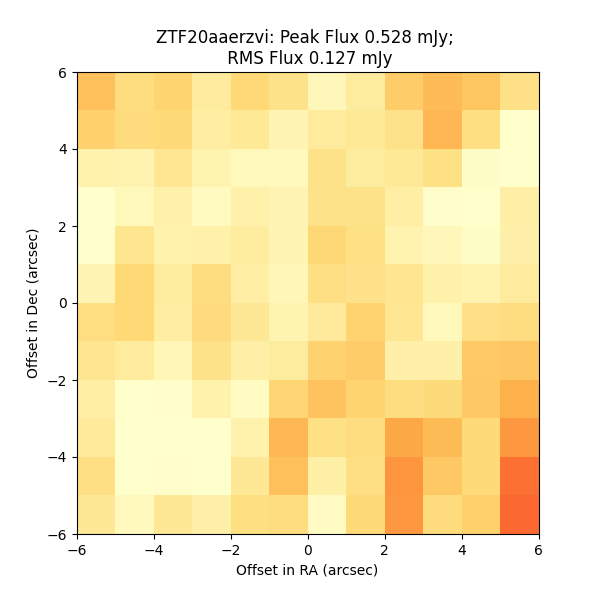 ZTF20aaerzvi: Peak Flux 0.528 mJy;
RMS Flux 0.127 mJy
6
4
2
0
−2
−4
−6
Offset in Dec (arcsec)
−6 −4 −2 0 2 4 6
Offset in RA (arcsec)